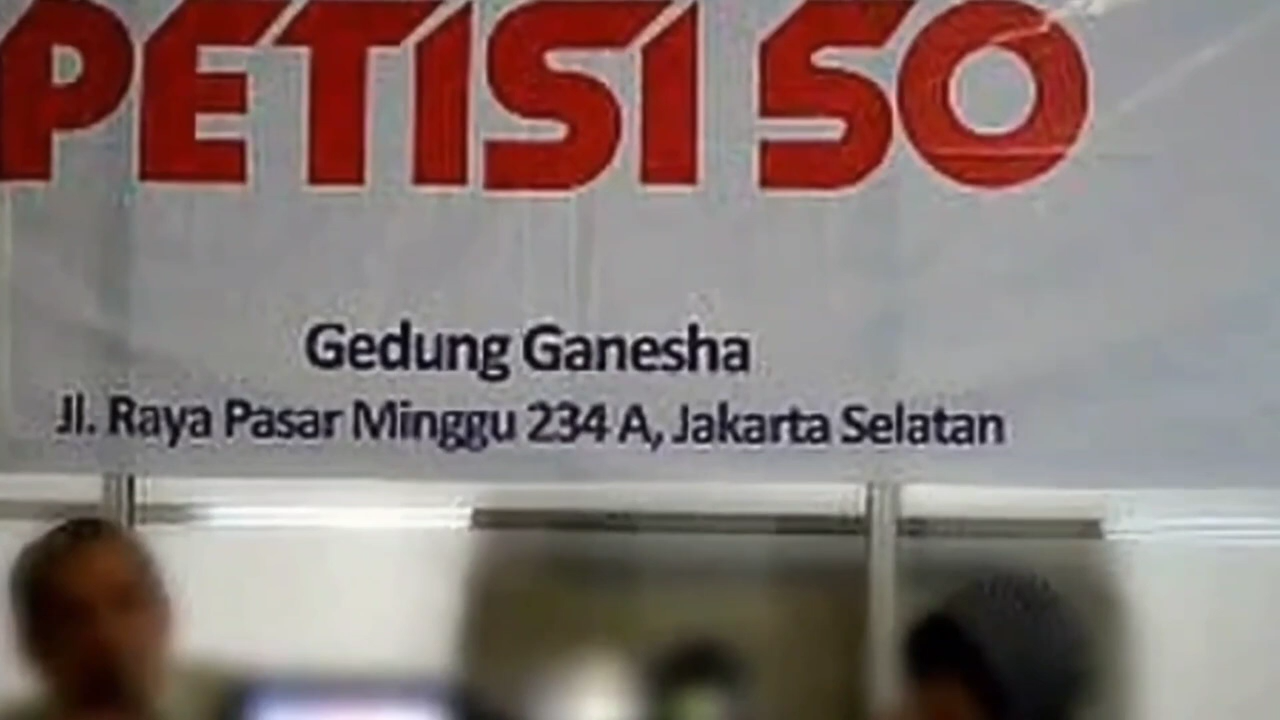 PETISI 50
Gedung Ganesha
Jl. Raya Pasar Minggu 234 A, Jakarta Selatan